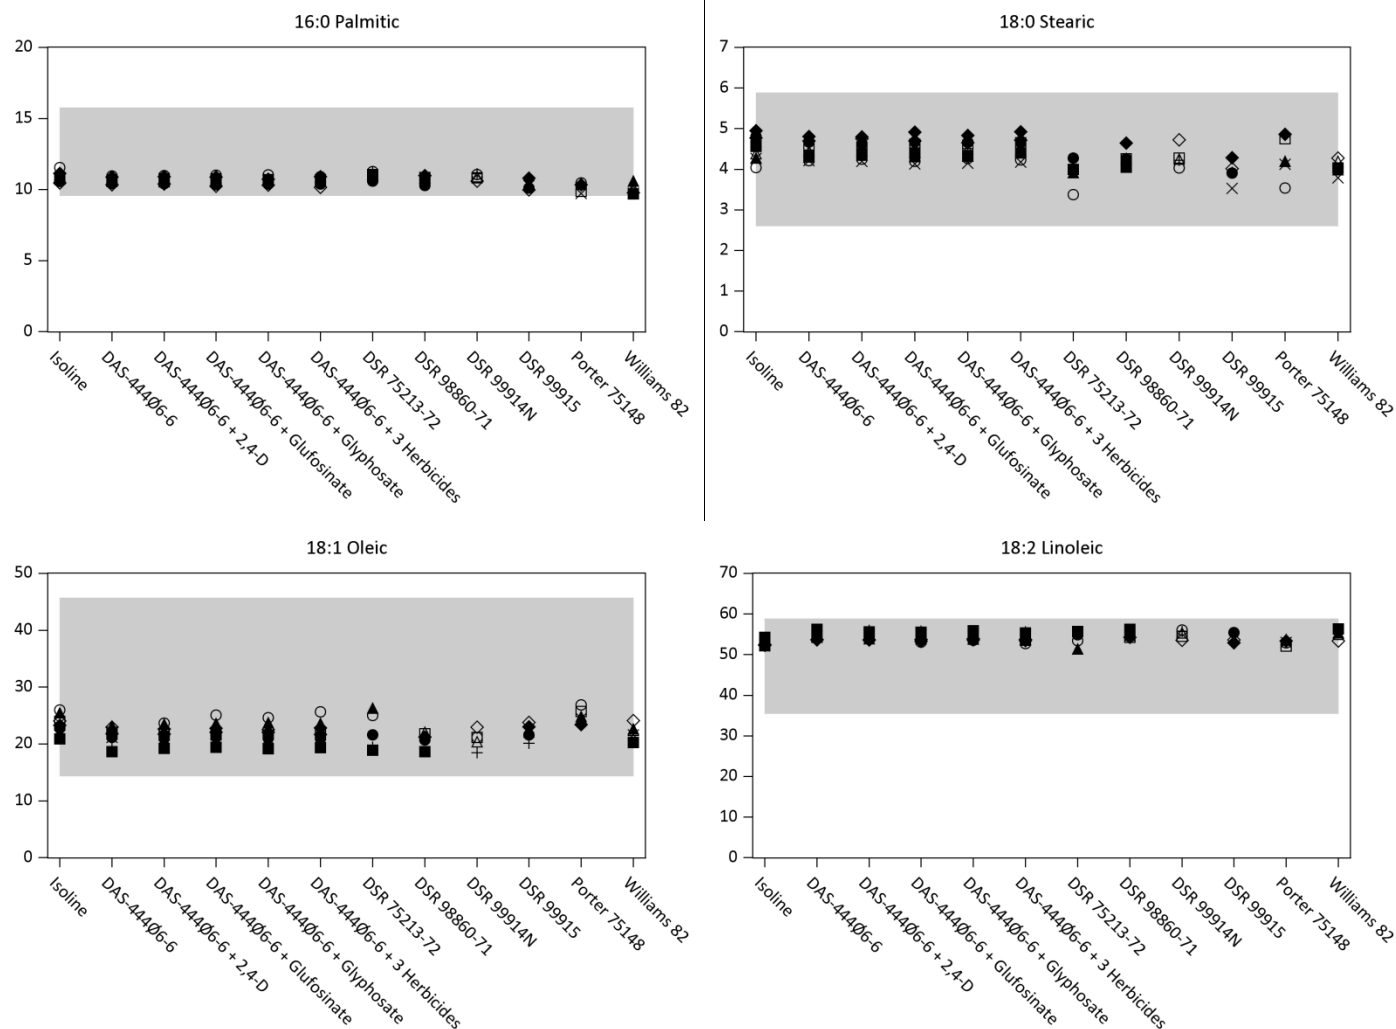 16:0 Palmitic
20
15
10
5
0
Isoline
DAS-444Ø6-6
DAS-444Ø6-6 + 2,4-D
DAS-444Ø6-6 + Glufosinate
DAS-444Ø6-6 + Glyphosate
DAS-444Ø6-6 + 3 Herbicides
DSR 75213-72
DSR 98860-71
DSR 99914N
DSR 99915
Porter 75148
Williams 82
18:0 Stearic
7
6
5
4
3
2
1
0
Isoline
DAS-444Ø6-6
DAS-444Ø6-6 + 2,4-D
DAS-444Ø6-6 + Glufosinate
DAS-444Ø6-6 + Glyphosate
DAS-444Ø6-6 + 3 Herbicides
DSR 75213-72
DSR 98860-71
DSR 99914N
DSR 99915
Porter 75148
Williams 82
18:1 Oleic
50
40
30
20
10
0
Isoline
DAS-444Ø6-6
DAS-444Ø6-6 + 2,4-D
DAS-444Ø6-6 + Glufosinate
DAS-444Ø6-6 + Glyphosate
DAS-444Ø6-6 + 3 Herbicides
DSR 75213-72
DSR 98860-71
DSR 99914N
DSR 99915
Porter 75148
Williams 82
18:2 Linoleic
70
60
50
40
30
20
10
0
Isoline
DAS-444Ø6-6
DAS-444Ø6-6 + 2,4-D
DAS-444Ø6-6 + Glufosinate
DAS-444Ø6-6 + Glyphosate
DAS-444Ø6-6 + 3 Herbicides
DSR 75213-72
DSR 98860-71
DSR 99914N
DSR 99915
Porter 75148
Williams 82